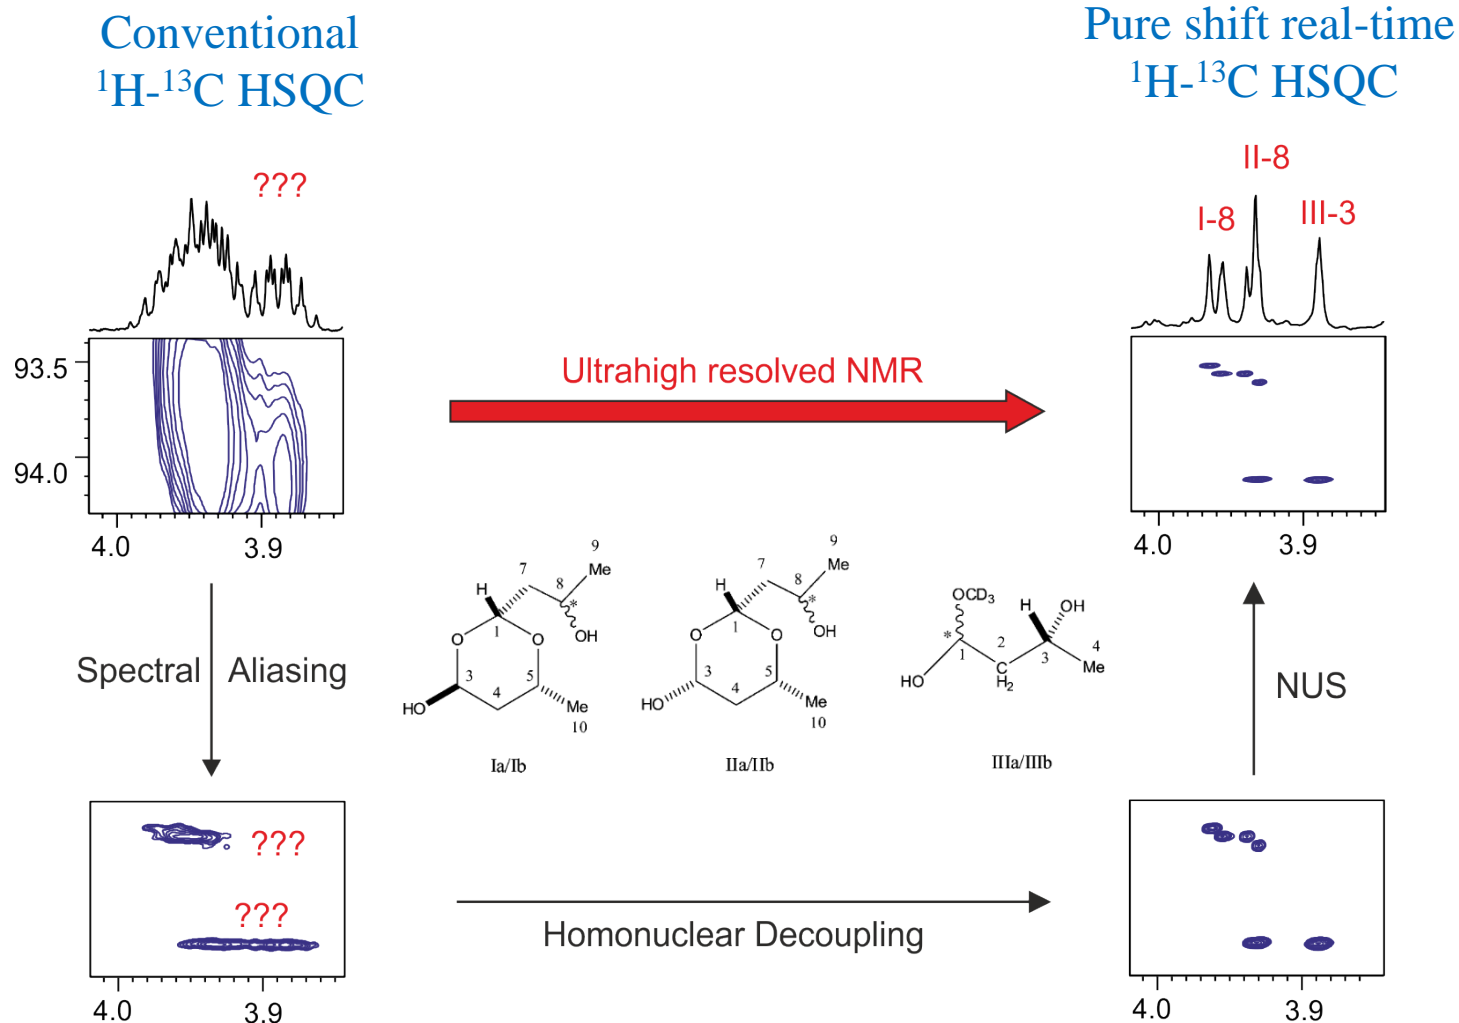 Conventional
¹H-¹³C HSQC
Pure shift real-time
¹H-¹³C HSQC
???
II-8
I-8
III-3
93.5
94.0
4.0
3.9
Ultrahigh resolved NMR
4.0
3.9
9
7
8
Me
H
*
OH
1
O
O
3
5
4
HO
Me
10
Ia/Ib
9
7
8
Me
H
*
OH
1
O
O
3
5
4
HO
Me
10
IIa/IIb
OCD₃
H
OH
*
1
2
3
4
HO
C
H₂
Me
IIIa/IIIb
Spectral Aliasing
NUS
???
???
4.0
3.9
Homonuclear Decoupling
4.0
3.9